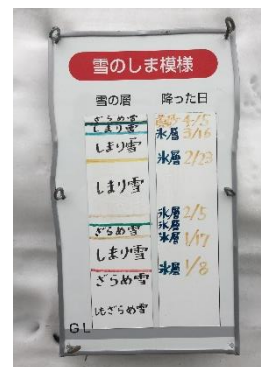 雪のしま模様
雪の層 降った日
ざらめ雪 4/5
しまり雪 氷層 3/16
しまり雪
氷層 2/23
しまり雪
氷層 2/5
氷層
ざらめ雪 氷層 1/17
しまり雪
氷層 1/8
ざらめ雪
しもざらめ雪
GL